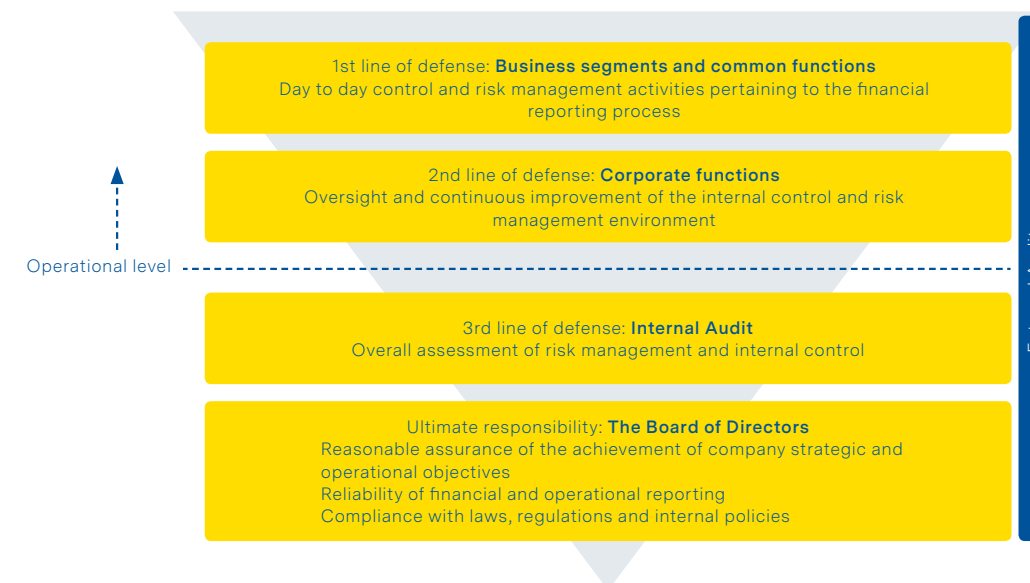 1st line of defense: Business segments and common functions
Day to day control and risk management activities pertaining to the financial
reporting process
2nd line of defense: Corporate functions
Oversight and continuous improvement of the internal control and risk
management environment
Operational level
3rd line of defense: Internal Audit
Overall assessment of risk management and internal control
Ultimate responsibility: The Board of Directors
Reasonable assurance of the achievement of company strategic and
operational objectives
Reliability of financial and operational reporting
Compliance with laws, regulations and internal policies